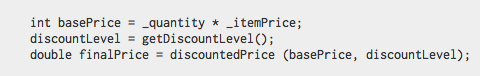 int basePrice = _quantity * _itemPrice;
discountLevel = getDiscountLevel();
double finalPrice = discountedPrice (basePrice, discountLevel);